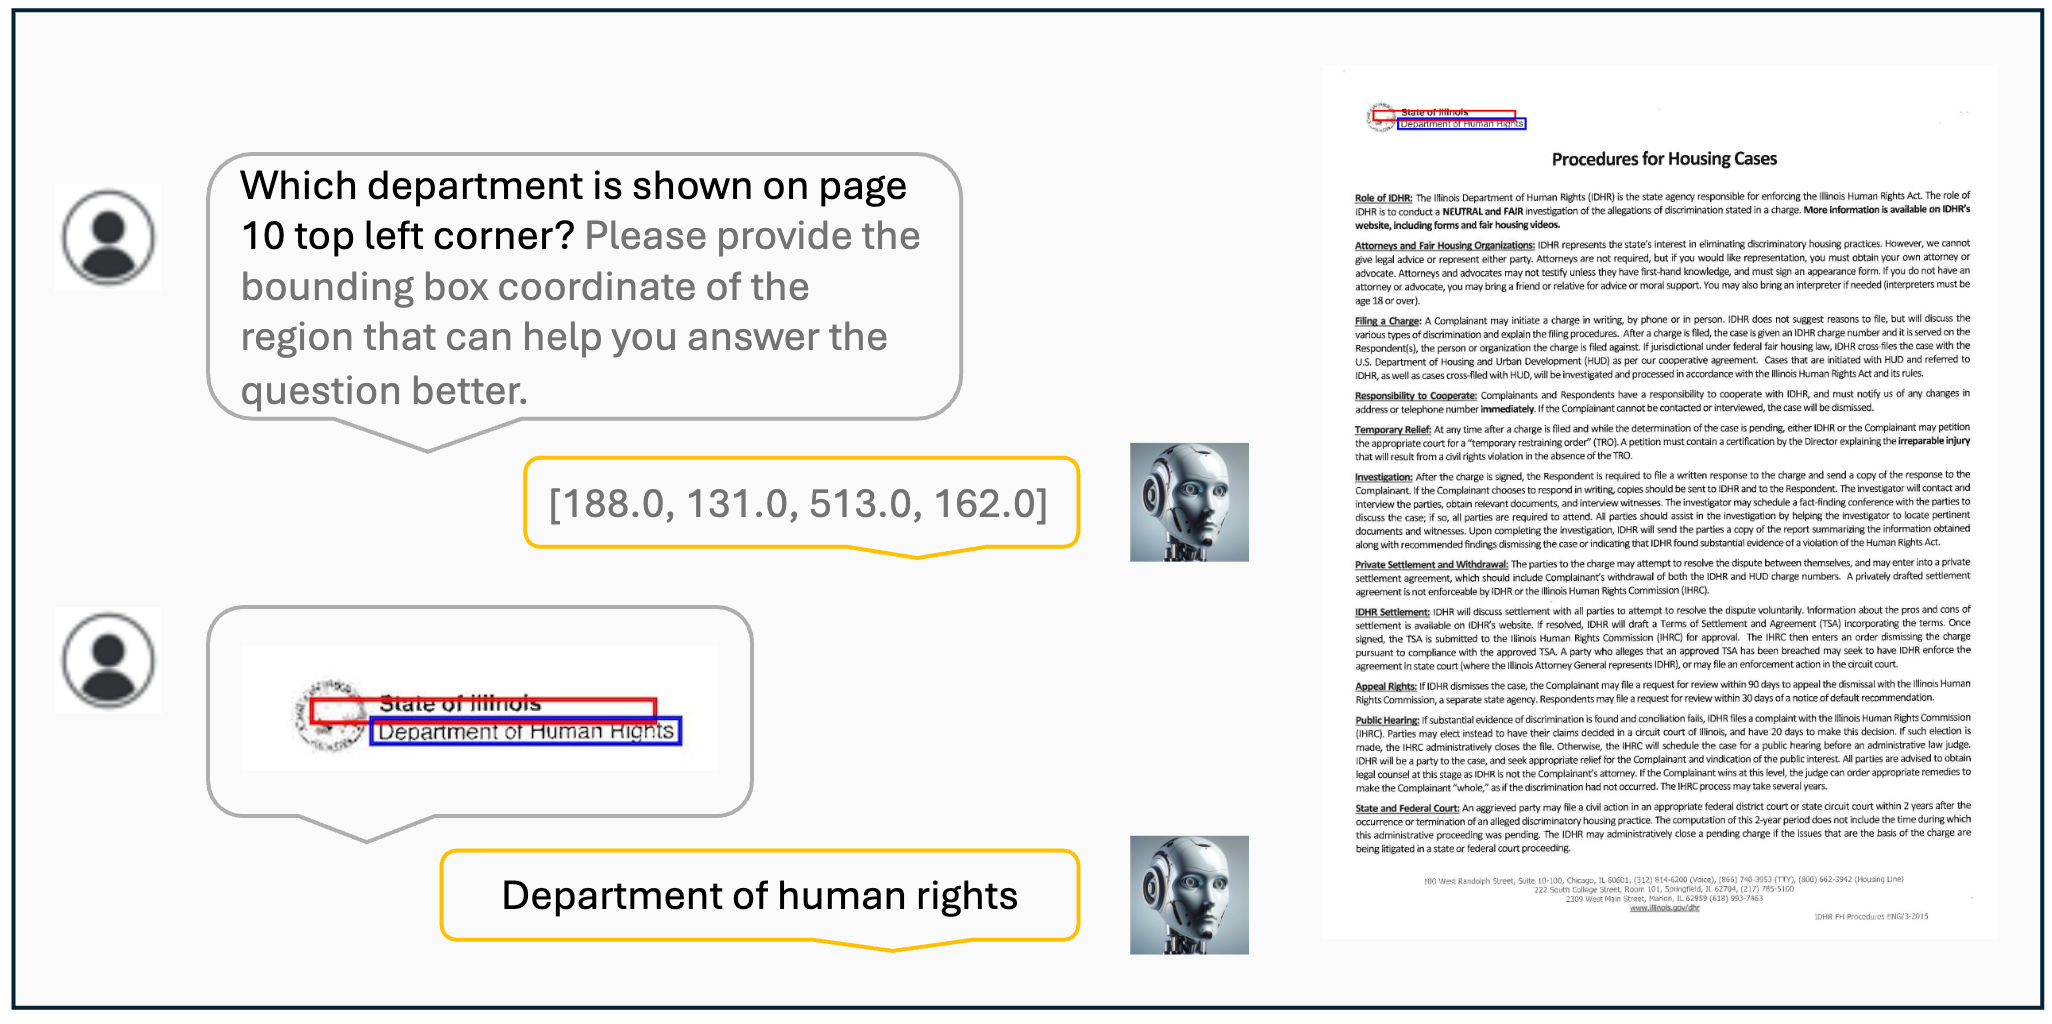 Which department is shown on page
10 top left corner? Please provide the
bounding box coordinate of the
region that can help you answer the
question better.
[188.0, 131.0, 513.0, 162.0]
State of Illinois
Department of Human Rights
Department of human rights
State of Illinois
Department of Human Rights
Procedures for Housing Cases
Role of IDHR: The Illinois Department of Human Rights (IDHR) is the state agency responsible for enforcing the Illinois Human Rights Act. The role of
IDHR is to conduct a NEUTRAL and FAIR investigation of the allegations of discrimination stated in a charge. More information is available on IDHR's
website, including forms and fair housing videos.
Attorneys and Fair Housing Organizations: IDHR represents the state's interest in eliminating discriminatory housing practices. However, we cannot
give legal advice or represent either party. Attorneys are not required, but if you would like representation, you must obtain your own attorney or
advocate. Attorneys and advocates may not testify unless they have first-hand knowledge, and must sign an appearance form. If you do not have an
attorney or advocate, you may bring a friend or relative for advice or moral support. You may also bring an interpreter if needed (interpreters must be
age 18 or over).
Filing a Charge: A Complainant may initiate a charge in writing, by phone or in person. IDHR does not suggest reasons to file, but will discuss the
various types of discrimination and explain the filing procedures. After a charge is filed, the case is given an IDHR charge number and it is served on the
Respondent(s), the person or organization the charge is filed against. If jurisdictional under federal fair housing law, IDHR cross-files the case with the
U.S. Department of Housing and Urban Development (HUD) as per our cooperative agreement. Cases that are initiated with HUD and referred to
IDHR, as well as cases cross-filed with HUD, will be investigated and processed in accordance with the Illinois Human Rights Act and its rules.
Responsibility to Cooperate: Complainants and Respondents have a responsibility to cooperate with IDHR, and must notify us of any changes in
address or telephone number immediately. If the Complainant cannot be contacted or interviewed, the case will be dismissed.
Temporary Relief: At any time after a charge is filed and while the determination of the case is pending, either IDHR or the Complainant may petition
the appropriate court for a "temporary restraining order" (TRO). A petition must contain a certification by the Director explaining the irreparable injury
that will result from a civil rights violation in the absence of the TRO.
Investigation: After the charge is signed, the Respondent is required to file a written response to the charge and send a copy of the response to the
Complainant. If the Complainant chooses to respond in writing, copies should be sent to IDHR and to the Respondent. The investigator will contact and
interview the parties, obtain relevant documents, and interview witnesses. The investigator may schedule a fact-finding conference with the parties to
discuss the case; if so, all parties are required to attend. All parties should assist in the investigation by helping the investigator to locate pertinent
documents and witnesses. Upon completing the investigation, IDHR will send the parties a copy of the report summarizing the information obtained
along with recommended findings dismissing the case or indicating that IDHR found substantial evidence of a violation of the Human Rights Act.
Private Settlement and Withdrawal: The parties to the charge may attempt to resolve the dispute between themselves, and may enter into a private
settlement agreement, which should include Complainant's withdrawal of both the IDHR and HUD charge numbers. A privately drafted settlement
agreement is not enforceable by IDHR or the Illinois Human Rights Commission (IHRC).
IDHR Settlement: IDHR will discuss settlement with all parties to attempt to resolve the dispute voluntarily. Information about the pros and cons of
settlement is available on IDHR's website. If resolved, IDHR will draft a Terms of Settlement and Agreement (TSA) incorporating the terms. Once
signed, the TSA is submitted to the Illinois Human Rights Commission (IHRC) for approval. The IHRC then enters an order dismissing the charge
pursuant to compliance with the approved TSA. A party who alleges that an approved TSA has been breached may seek to have IDHR enforce the
agreement in state court (where the Illinois Attorney General represents IDHR), or may file an enforcement action in the circuit court.
Appeal Rights: If IDHR dismisses the case, the Complainant may file a request for review within 90 days to appeal the dismissal with the Illinois Human
Rights Commission, a separate state agency. Respondents may file a request for review within 30 days of a notice of default recommendation.
Public Hearing: If substantial evidence of discrimination is found and conciliation fails, IDHR files a complaint with the Illinois Human Rights Commission
(IHRC). Parties may elect instead to have their claims decided in a circuit court of Illinois, and have 20 days to make this decision. If such election is
made, the IHRC administratively closes the file. Otherwise, the IHRC will schedule the case for a public hearing before an administrative law judge.
IDHR will be a party to the case, and seek appropriate relief for the Complainant and vindication of the public interest. All parties are advised to obtain
legal counsel at this stage as IDHR is not the Complainant's attorney. If the Complainant wins at this level, the judge can order appropriate remedies to
make the Complainant "whole," as if the discrimination had not occurred. The IHRC process may take several years.
State and Federal Court: An aggrieved party may file a civil action in an appropriate federal district court or state circuit court within 2 years after the
occurrence or termination of an alleged discriminatory housing practice. The computation of this 2-year period does not include the time during which
this administrative proceeding was pending. The IDHR may administratively close a pending charge if the issues that are the basis of the charge are
being litigated in a state or federal court proceeding.
100 West Randolph Street, Suite 10-100, Chicago, IL 60601, (312) 814-6200 (Voice), (866) 740-3953 (TTY), (800) 662-3942 (Housing Line)
222 South College Street, Room 101, Springfield, IL 62704, (217) 785-5100
2309 West Main Street, Marion, IL 62959 (618) 993-7463
www.illinois.gov/dhr
IDHR FH Procedures ENG/3-2015